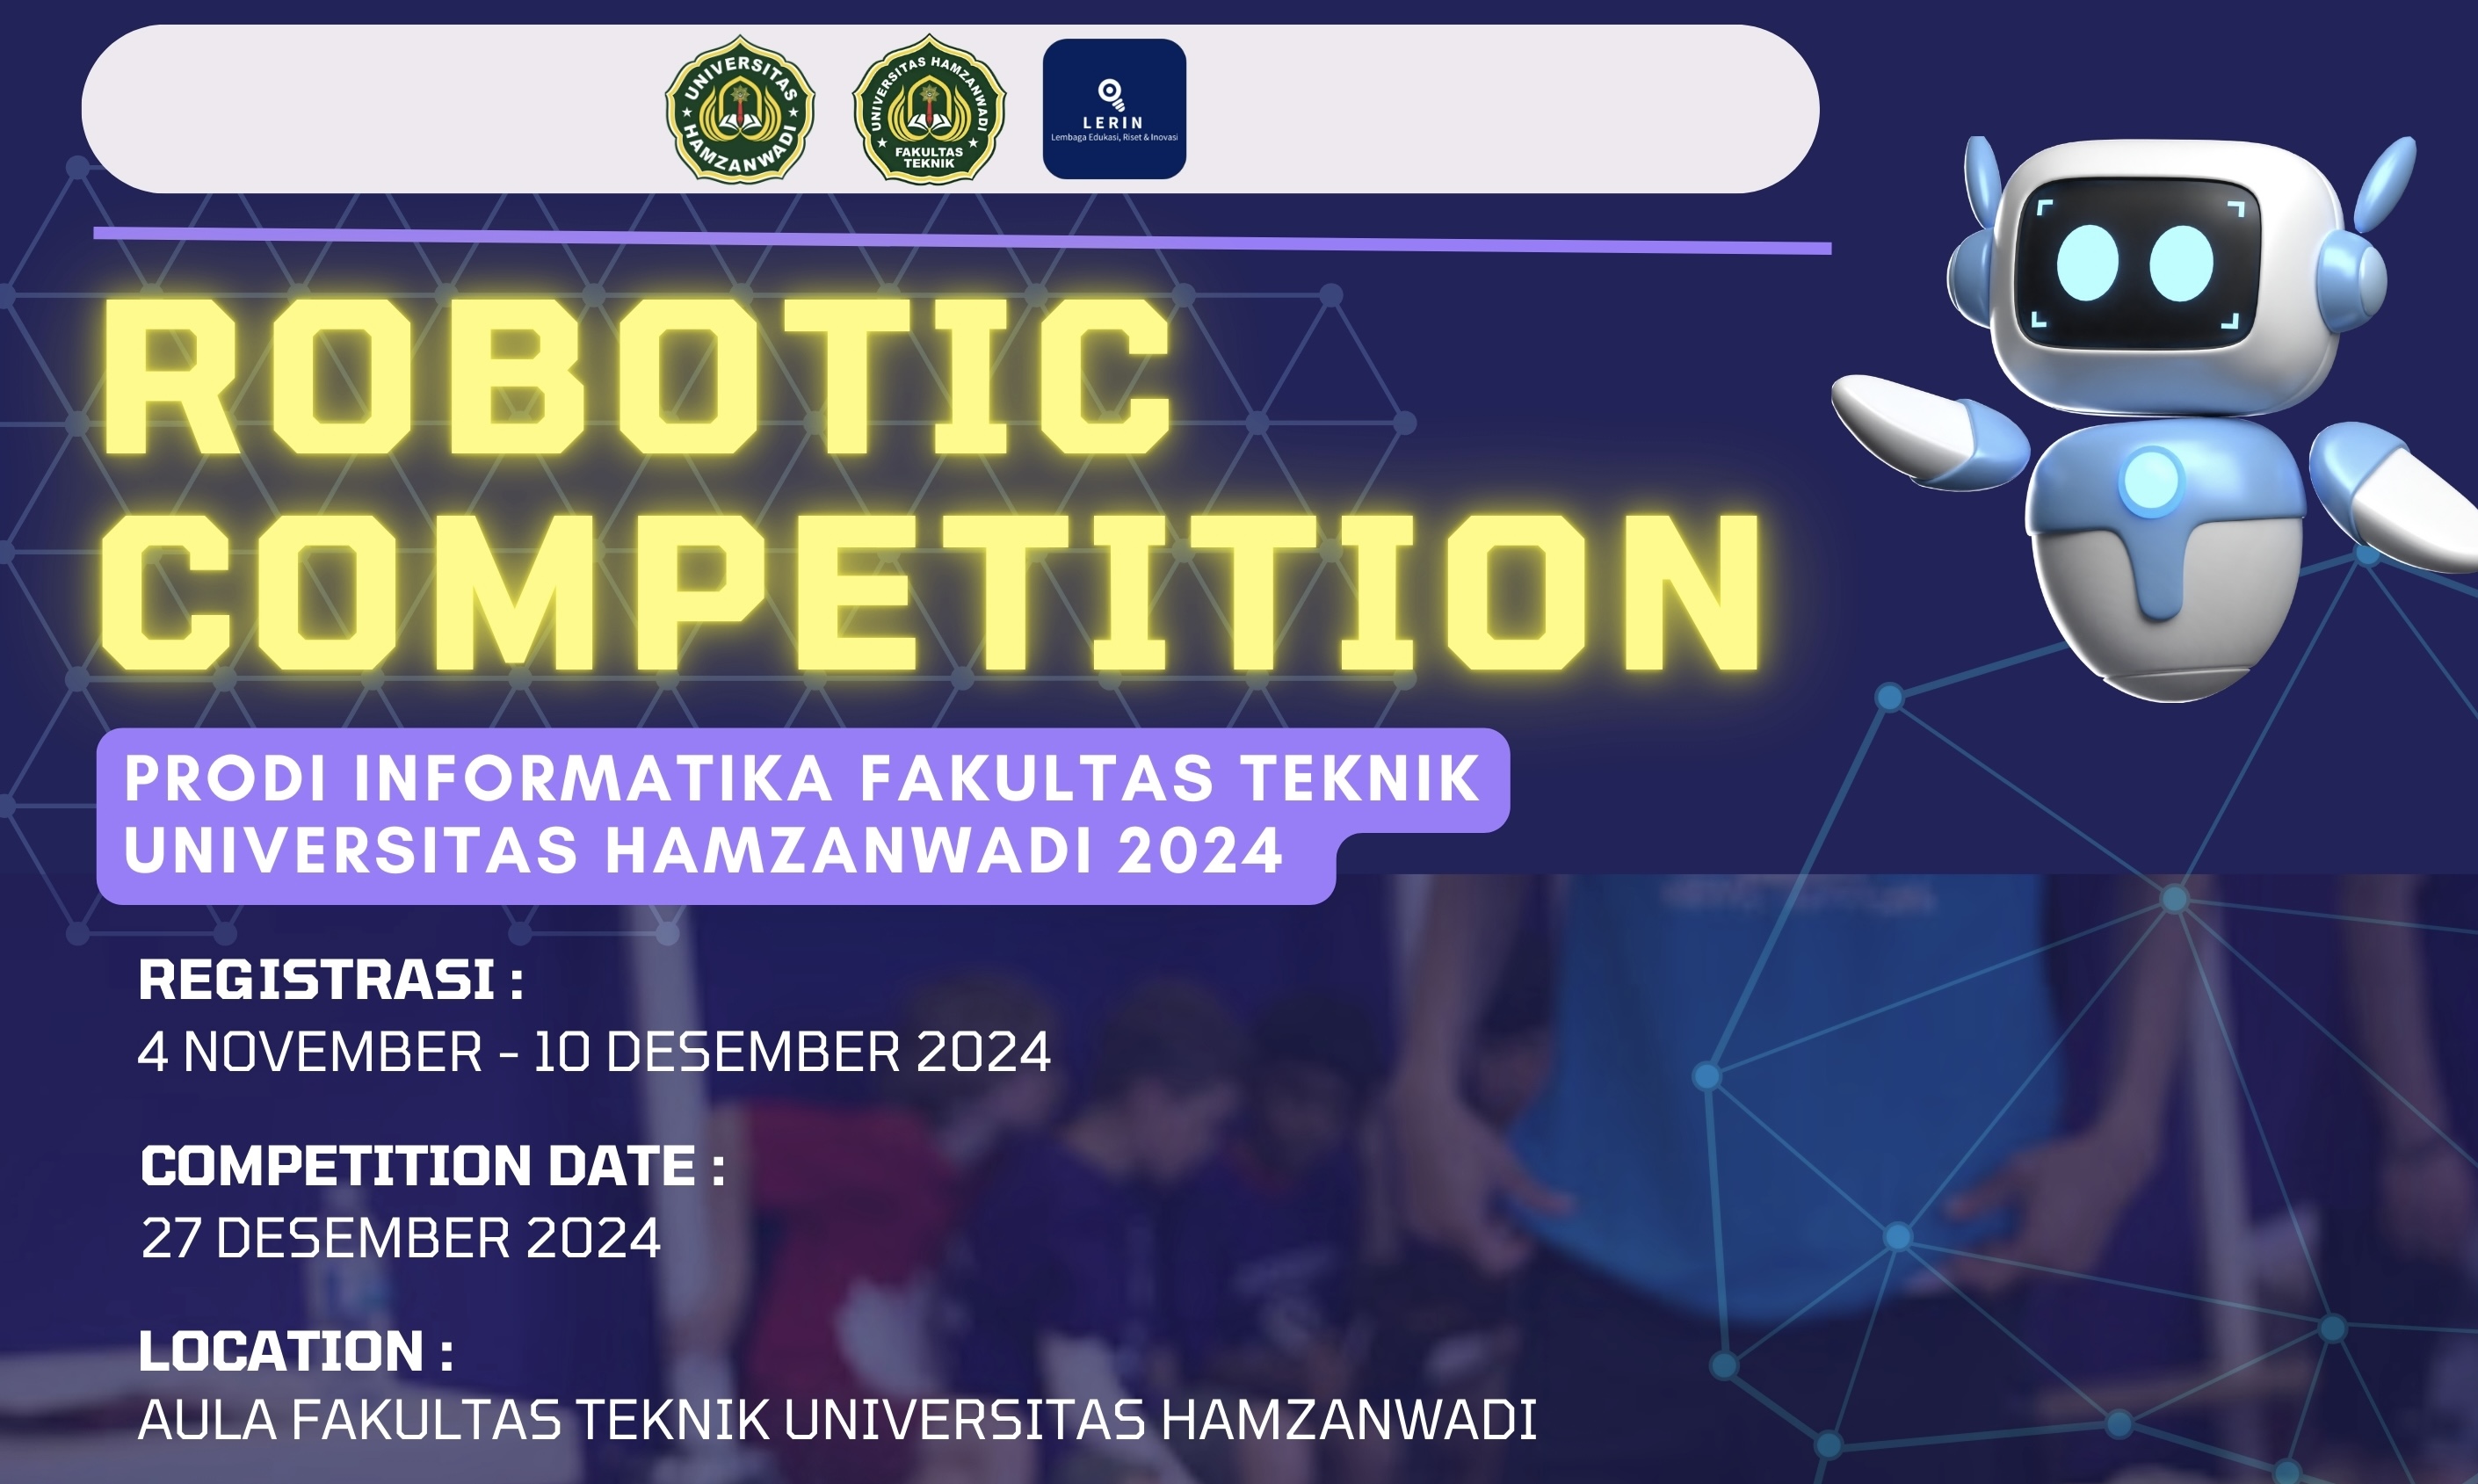 UNIVERSITAS
HAMZANWADI
UNIVERSITAS HAMZANWADI
FAKULTAS
TEKNIK
LERIN
Lembaga Edukasi, Riset & Inovasi
ROBOTIC
COMPETITION
PRODI INFORMATIKA FAKULTAS TEKNIK
UNIVERSITAS HAMZANWADI 2024
REGISTRASI :
4 NOVEMBER - 10 DESEMBER 2024
COMPETITION DATE :
27 DESEMBER 2024
LOCATION :
AULA FAKULTAS TEKNIK UNIVERSITAS HAMZANWADI